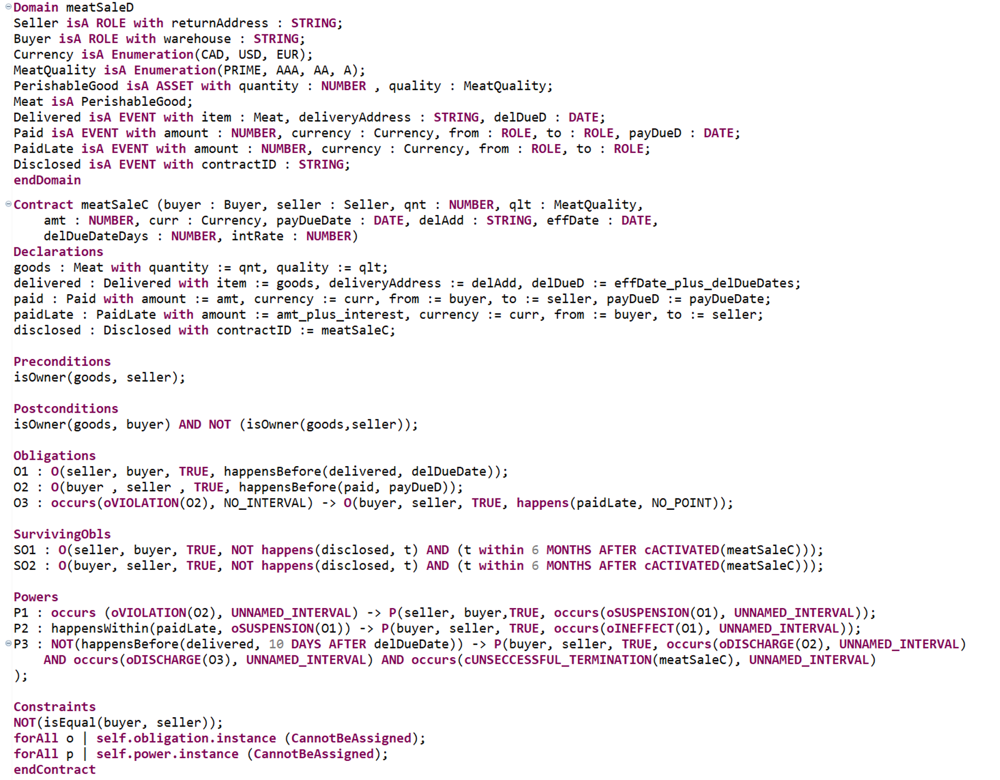 Domain meatSaleD
Seller isA ROLE with returnAddress : STRING;
Buyer isA ROLE with warehouse : STRING;
Currency isA Enumeration(CAD, USD, EUR);
MeatQuality isA Enumeration(PRIME, AAA, AA, A);
PerishableGood isA ASSET with quantity : NUMBER , quality : MeatQuality;
Meat isA PerishableGood;
Delivered isA EVENT with item : Meat, deliveryAddress : STRING, delDueD : DATE;
Paid isA EVENT with amount : NUMBER, currency : Currency, from : ROLE, to : ROLE, payDueD : DATE;
PaidLate isA EVENT with amount : NUMBER, currency : Currency, from : ROLE, to : ROLE;
Disclosed isA EVENT with contractID : STRING;
endDomain
Contract meatSaleC (buyer : Buyer, seller : Seller, qnt : NUMBER, qlt : MeatQuality,
amt : NUMBER, curr : Currency, payDueDate : DATE, delAdd : STRING, effDate : DATE,
delDueDateDays : NUMBER, intRate : NUMBER)
Declarations
goods : Meat with quantity := qnt, quality := qlt;
delivered : Delivered with item := goods, deliveryAddress := delAdd, delDueD := effDate_plus_delDueDates;
paid : Paid with amount := amt, currency := curr, from := buyer, to := seller, payDueD := payDueDate;
paidLate : PaidLate with amount := amt_plus_interest, currency := curr, from := buyer, to := seller;
disclosed : Disclosed with contractID := meatSaleC;
Preconditions
isOwner(goods, seller);
Postconditions
isOwner(goods, buyer) AND NOT (isOwner(goods,seller));
Obligations
O1 : O(seller, buyer, TRUE, happensBefore(delivered, delDueDate));
O2 : O(buyer , seller , TRUE, happensBefore(paid, payDueD));
O3 : occurs(oVIOLATION(O2), NO_INTERVAL) -> O(buyer, seller, TRUE, happens(paidLate, NO_POINT));
SurvivingObls
SO1 : O(seller, buyer, TRUE, NOT happens(disclosed, t) AND (t within 6 MONTHS AFTER cACTIVATED(meatSaleC)));
SO2 : O(buyer, seller, TRUE, NOT happens(disclosed, t) AND (t within 6 MONTHS AFTER cACTIVATED(meatSaleC)));
Powers
P1 : occurs (oVIOLATION(O2), UNNAMED_INTERVAL) -> P(seller, buyer,TRUE, occurs(oSUSPENSION(O1), UNNAMED_INTERVAL));
P2 : happensWithin(paidLate, oSUSPENSION(O1)) -> P(buyer, seller, TRUE, occurs(oINEFFECT(O1), UNNAMED_INTERVAL));
P3 : NOT(happensBefore(delivered, 10 DAYS AFTER delDueDate)) -> P(buyer, seller, TRUE, occurs(oDISCHARGE(O2), UNNAMED_INTERVAL)
AND occurs(oDISCHARGE(O3), UNNAMED_INTERVAL) AND occurs(cUNSECCESSFUL_TERMINATION(meatSaleC), UNNAMED_INTERVAL)
);
Constraints
NOT(isEqual(buyer, seller));
forAll o | self.obligation.instance (CannotBeAssigned);
forAll p | self.power.instance (CannotBeAssigned);
endContract